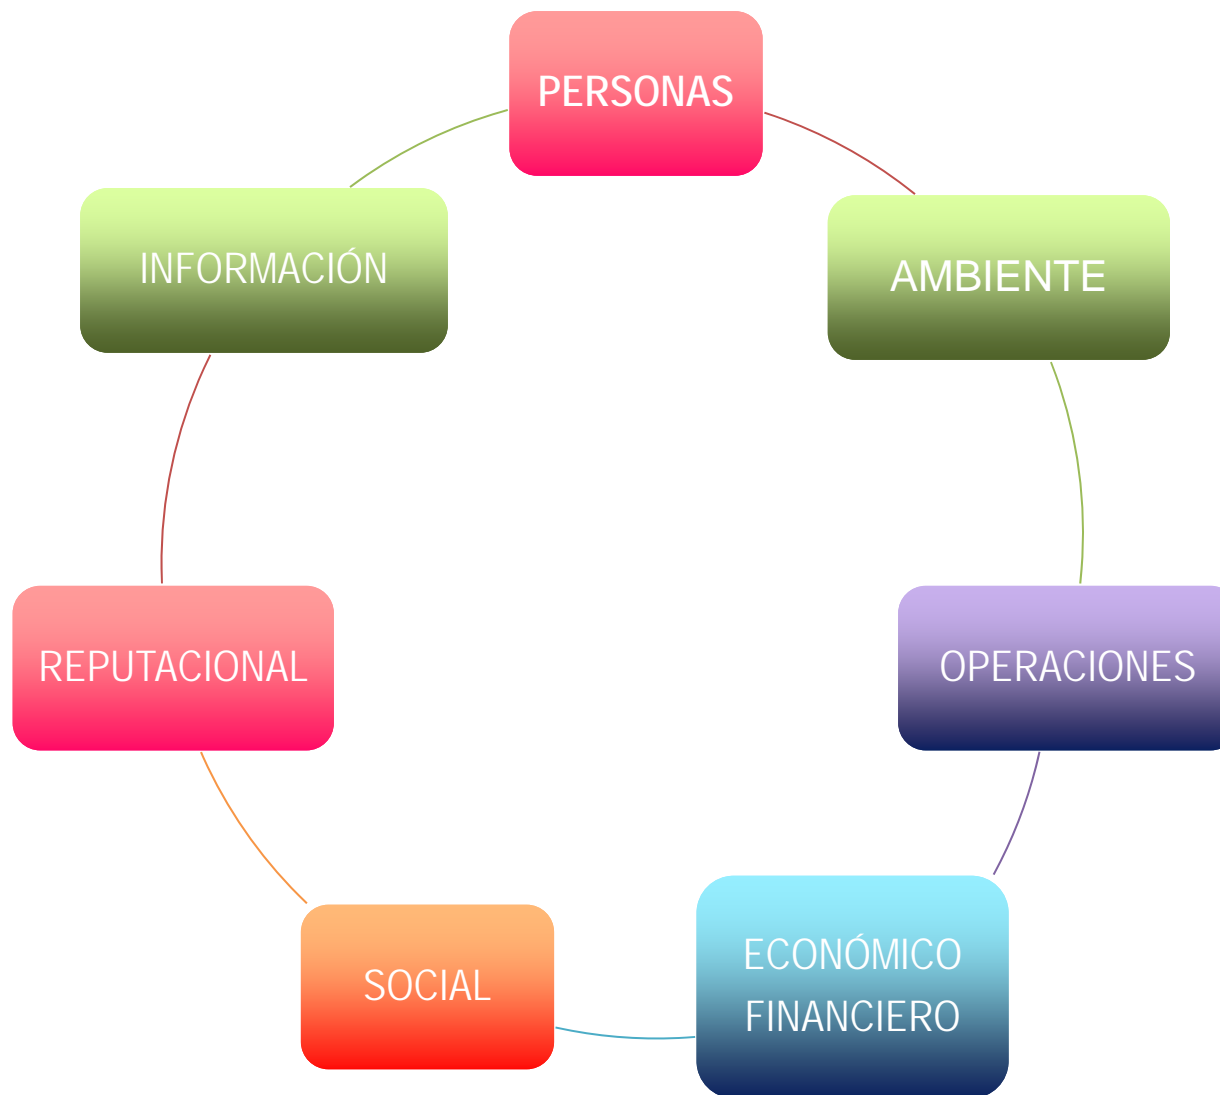 PERSONAS
INFORMACIÓN
AMBIENTE
REPUTACIONAL
OPERACIONES
ECONÓMICO
FINANCIERO
SOCIAL